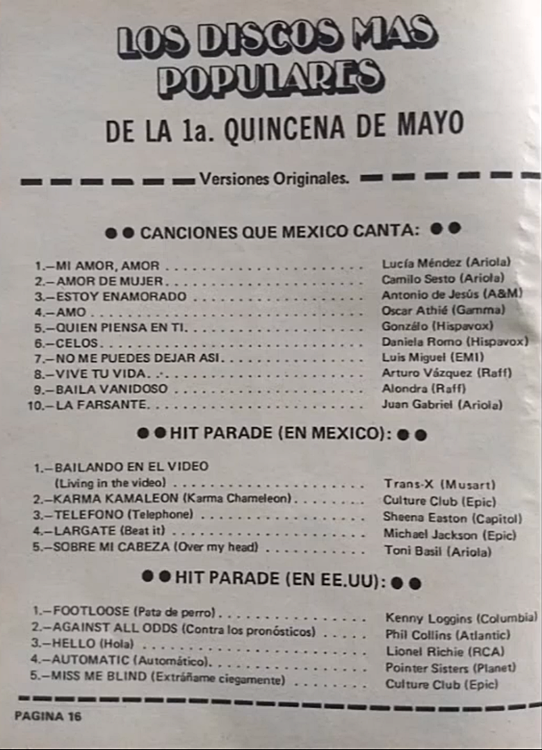 LOS DISCOS MAS
POPULARES
DE LA 1a. QUINCENA DE MAYO
Versiones Originales.
●● CANCIONES QUE MEXICO CANTA: ●●
1.—MI AMOR, AMOR . . . . . . . . . . . . . . . . . . . . . . Lucía Méndez (Ariola)
2.—AMOR DE MUJER. . . . . . . . . . . . . . . . . . . . . . Camilo Sesto (Ariola)
3.—ESTOY ENAMORADO . . . . . . . . . . . . . . . . . . . Antonio de Jesús (A&M)
4.—AMO . . . . . . . . . . . . . . . . . . . . . . . . . . . . Oscar Athié (Gamma)
5.—QUIEN PIENSA EN TI. . . . . . . . . . . . . . . . . . . Gonzálo (Hispavox)
6.—CELOS. . . . . . . . . . . . . . . . . . . . . . . . . . . Daniela Romo (Hispavox)
7.—NO ME PUEDES DEJAR ASI. . . . . . . . . . . . . . . . Luis Miguel (EMI)
8.—VIVE TU VIDA. . . . . . . . . . . . . . . . . . . . . . . Arturo Vázquez (Raff)
9.—BAILA VANIDOSO . . . . . . . . . . . . . . . . . . . . . Alondra (Raff)
10.—LA FARSANTE. . . . . . . . . . . . . . . . . . . . . . . Juan Gabriel (Ariola)
●●HIT PARADE (EN MEXICO): ●●
1.—BAILANDO EN EL VIDEO
(Living in the video) . . . . . . . . . . . . . . . . . . . . Trans-X (Musart)
2.—KARMA KAMALEON (Karma Chameleon) . . . . . . . . Culture Club (Epic)
3.—TELEFONO (Telephone) . . . . . . . . . . . . . . . . . . Sheena Easton (Capitol)
4.—LARGATE (Beat it) . . . . . . . . . . . . . . . . . . . . Michael Jackson (Epic)
5.—SOBRE MI CABEZA (Over my head) . . . . . . . . . . . Toni Basil (Ariola)
●●HIT PARADE (EN EE.UU): ●●
1.—FOOTLOOSE (Pata de perro) . . . . . . . . . . . . . . . Kenny Loggins (Columbia)
2.—AGAINST ALL ODDS (Contra los pronósticos) . . . . . Phil Collins (Atlantic)
3.—HELLO (Hola) . . . . . . . . . . . . . . . . . . . . . . . Lionel Richie (RCA)
4.—AUTOMATIC (Automático). . . . . . . . . . . . . . . . . Pointer Sisters (Planet)
5.—MISS ME BLIND (Extráñame ciegamente) . . . . . . . . Culture Club (Epic)
PAGINA 16